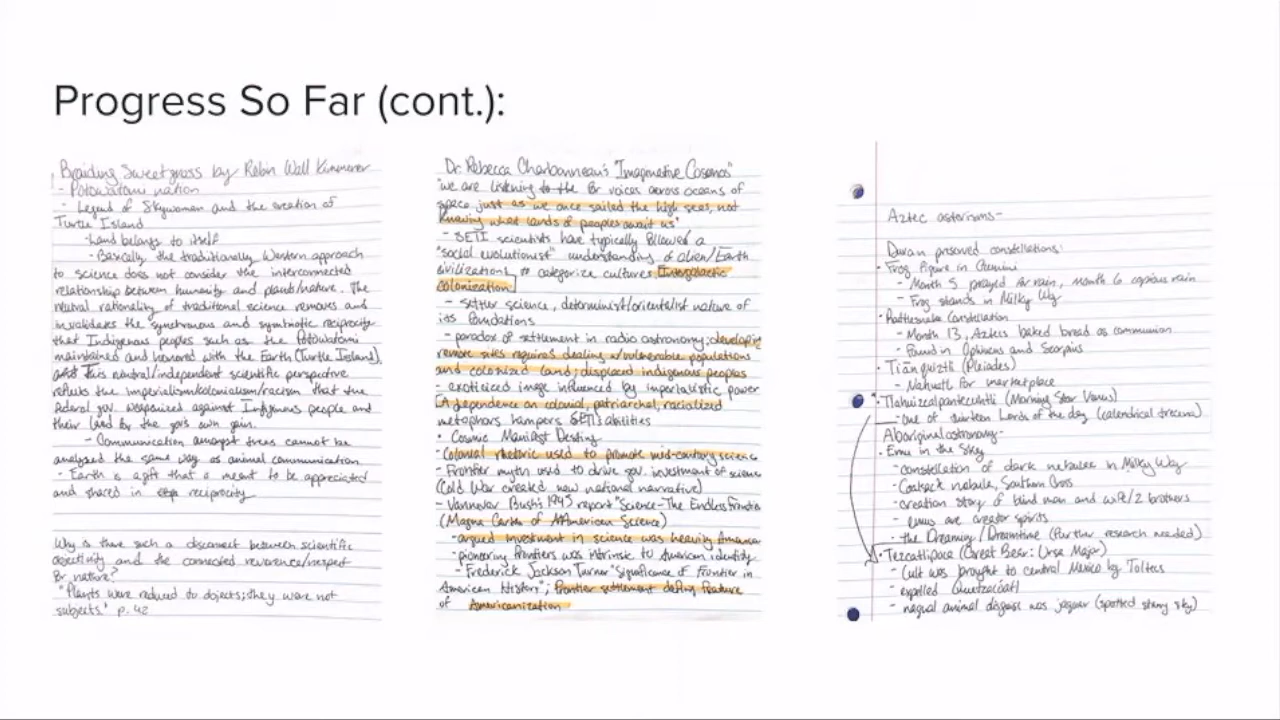 Progress So Far (cont.):
Braiding Sweetgrass by Robin Wall Kimmerer
- Potowatomi nation
- Legend of Skywoman and the creation of
Turtle Island
- land belongs to itself
- Basically the traditionally Western approach
to science does not consider the interconnected
relationship between humanity and plants/nature. The
neutral rationality of traditional science removes and
invalidates the synchronous and symbiotic reciprocity
that Indigenous peoples such as the Potowatomi
maintained and honored with the Earth (Turtle Island),
and this neutral/independent scientific perspective
reflects the imperialism/colonialism/racism that the
federal gov. weaponized against Indigenous people and
their land for the gov's own gain.
- Communication amongst trees cannot be
analyzed the same way as animal communication
- Earth is a gift that is meant to be appreciated
and shared in reciprocity
Why is there such a disconnect between scientific
objectivity and the connected reverence/respect
for nature?
"Plants were reduced to objects; they were not
subjects." p. 42
Dr. Rebecca Charbonneau's "Imaginative Cosmos"
"we are listening to the for voices across oceans of
space just as we once sailed the high seas, not
knowing what lands or peoples await us"
- SETI scientists have typically followed a
"social evolutionist" understanding of alien/Earth
civilizations to categorize cultures [Intergalactic
colonization]
- settler science, determinist/orientalist nature of
its foundations
- paradox of settlement in radio astronomy; developing
remote sites requires dealing w/vulnerable populations
and colonized land; displaced indigenous peoples
- exoticized image influenced by imperialistic power
[A dependence on colonial, patriarchal, racialized
metaphors hampers SETI's abilities
• Cosmic Manifest Destiny
- Colonial rhetoric used to promote mid-century science
- Frontier myth used to drive gov. investment of science
(Cold War created new national narrative)
- Vannevar Bush's 1945 report "Science-The Endless Frontier"
(Magna Carta of American Science)
- argued investment in science was heavily American
- pioneering frontiers was intrinsic to American identity
- Frederick Jackson Turner "Significance of Frontier in
American History"; frontier settlement defing feature
of Americanization
Aztec asterisms-
Duran preserved constellations:
• Frog Figure in Gemini
- Month 5 prayed for rain, Month 6 copious rain
- Frog stands in Milky Way
• Rattlesnake Constellation
- Month 13, Aztecs baked bread as communion
- Found in Ophiucus and Scorpius
• Tianquizth (Pleiades)
- Nahuatl for marketplace
• Tlahuizcalpantecuhtli (Morning Star Venus)
- one of thirteen Lords of the day (calendrical trecena)
Aboriginal astronomy-
• Emu in the Sky
- constellation of dark nebulae in Milky Way
- Coalsack nebula, Southern Cross
- creation story of blind man and wife/2 brothers
- emus are creator spirits
- the Dreaming/Dreamtime (further research needed)
• Tezcatlipoca (Great Bear: Ursa Major)
- Cult was brought to central Mexico by Toltecs
- expelled Quetzalcóatl
- nagual animal disguise was jaguar (spotted starry sky)